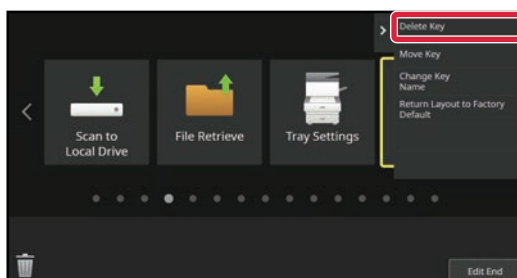 Delete Key
Move Key
Change Key
Name
Return Layout to Factory
Default
Scan to
Local Drive
File Retrieve
Tray Settings
Edit End